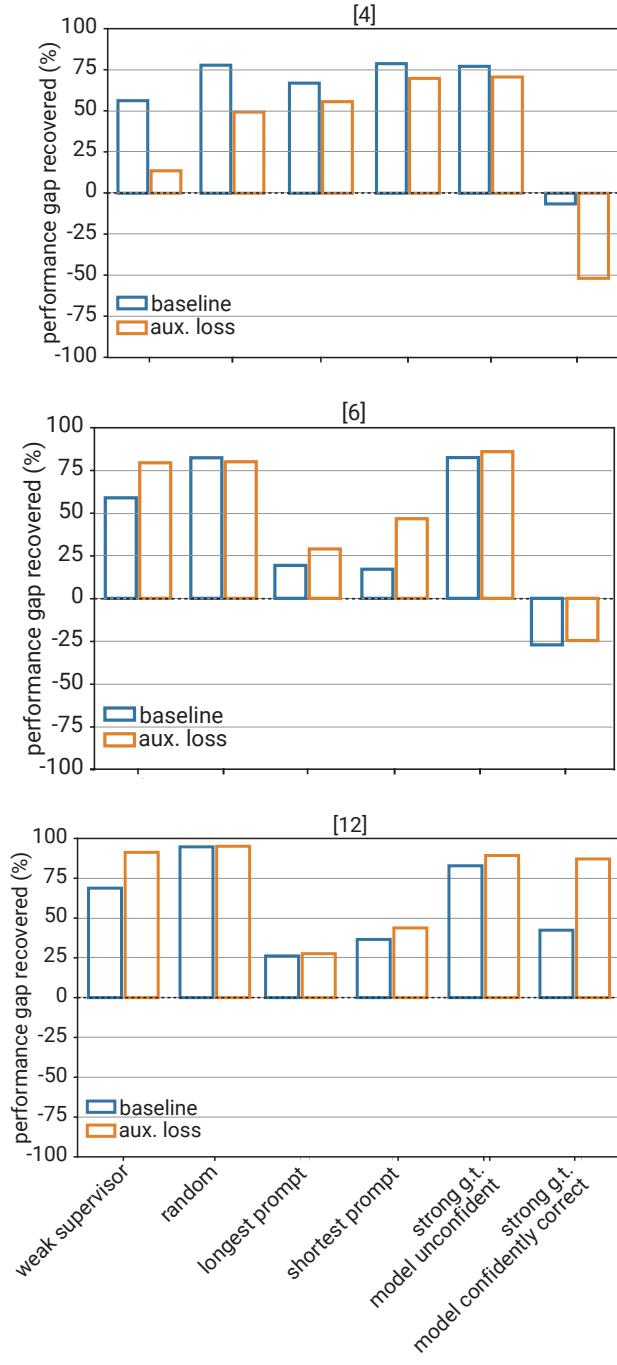 [4]
performance gap recovered (%)
100
75
50
25
0
-25
-50
-75
-100
baseline
aux. loss
[6]
performance gap recovered (%)
100
75
50
25
0
-25
-50
-75
-100
baseline
aux. loss
[12]
performance gap recovered (%)
100
75
50
25
0
-25
-50
-75
-100
baseline
aux. loss
weak supervisor
random
longest prompt
shortest prompt
strong g.t.
model unconfident
strong g.t.
model confidently correct